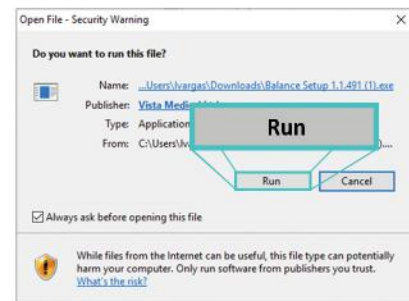 Open File - Security Warning
Do you want to run this file?
Name: ...Users\lvargas\Downloads\Balance Setup 1.1.491 (1).exe
Publisher: Vista Medi
Type: Application
From: C:\Users\lv
Run
Run Cancel
Always ask before opening this file
While files from the Internet can be useful, this file type can potentially
harm your computer. Only run software from publishers you trust.
What's the risk?